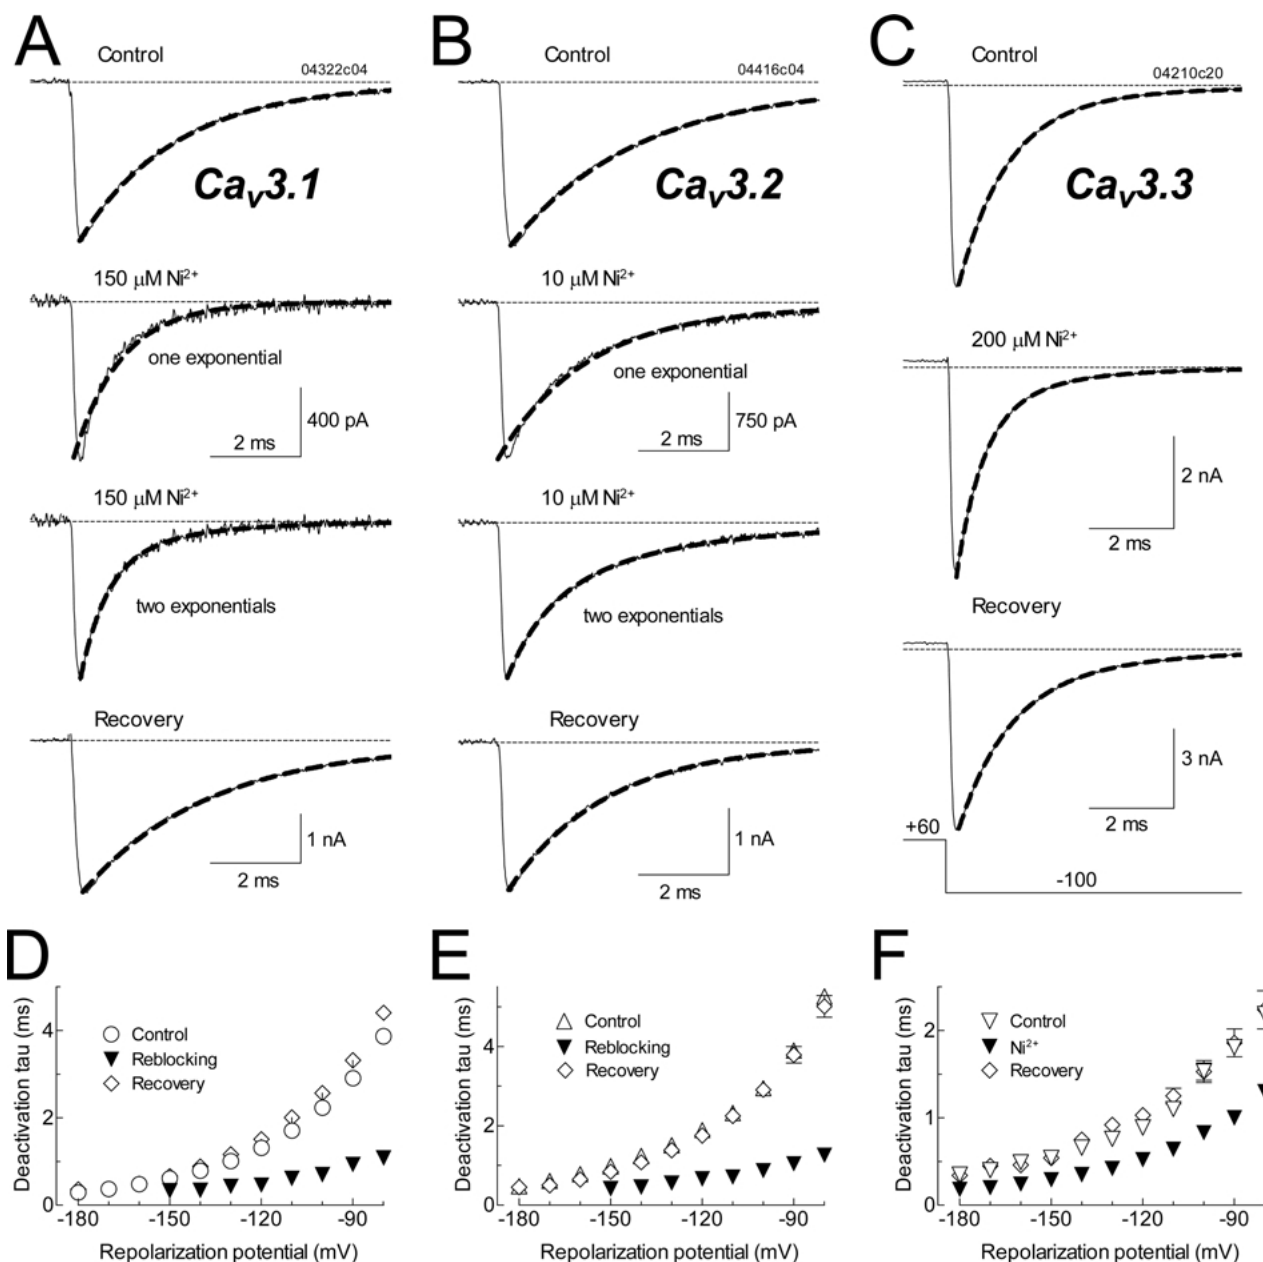 A
Control
04322c04
Cav3.1
150 μM Ni²⁺
one exponential
400 pA
2 ms
150 μM Ni²⁺
two exponentials
Recovery
1 nA
2 ms
B
Control
04416c04
Cav3.2
10 μM Ni²⁺
one exponential
750 pA
2 ms
10 μM Ni²⁺
two exponentials
Recovery
1 nA
2 ms
C
Control
04210c20
Cav3.3
200 μM Ni²⁺
2 nA
2 ms
Recovery
3 nA
2 ms
+60
-100
D
Deactivation tau (ms)
4
2
0
Control
Reblocking
Recovery
-180
-150
-120
-90
Repolarization potential (mV)
E
Deactivation tau (ms)
4
2
0
Control
Reblocking
Recovery
-180
-150
-120
-90
Repolarization potential (mV)
F
Deactivation tau (ms)
2
1
0
Control
Ni²⁺
Recovery
-180
-150
-120
-90
Repolarization potential (mV)